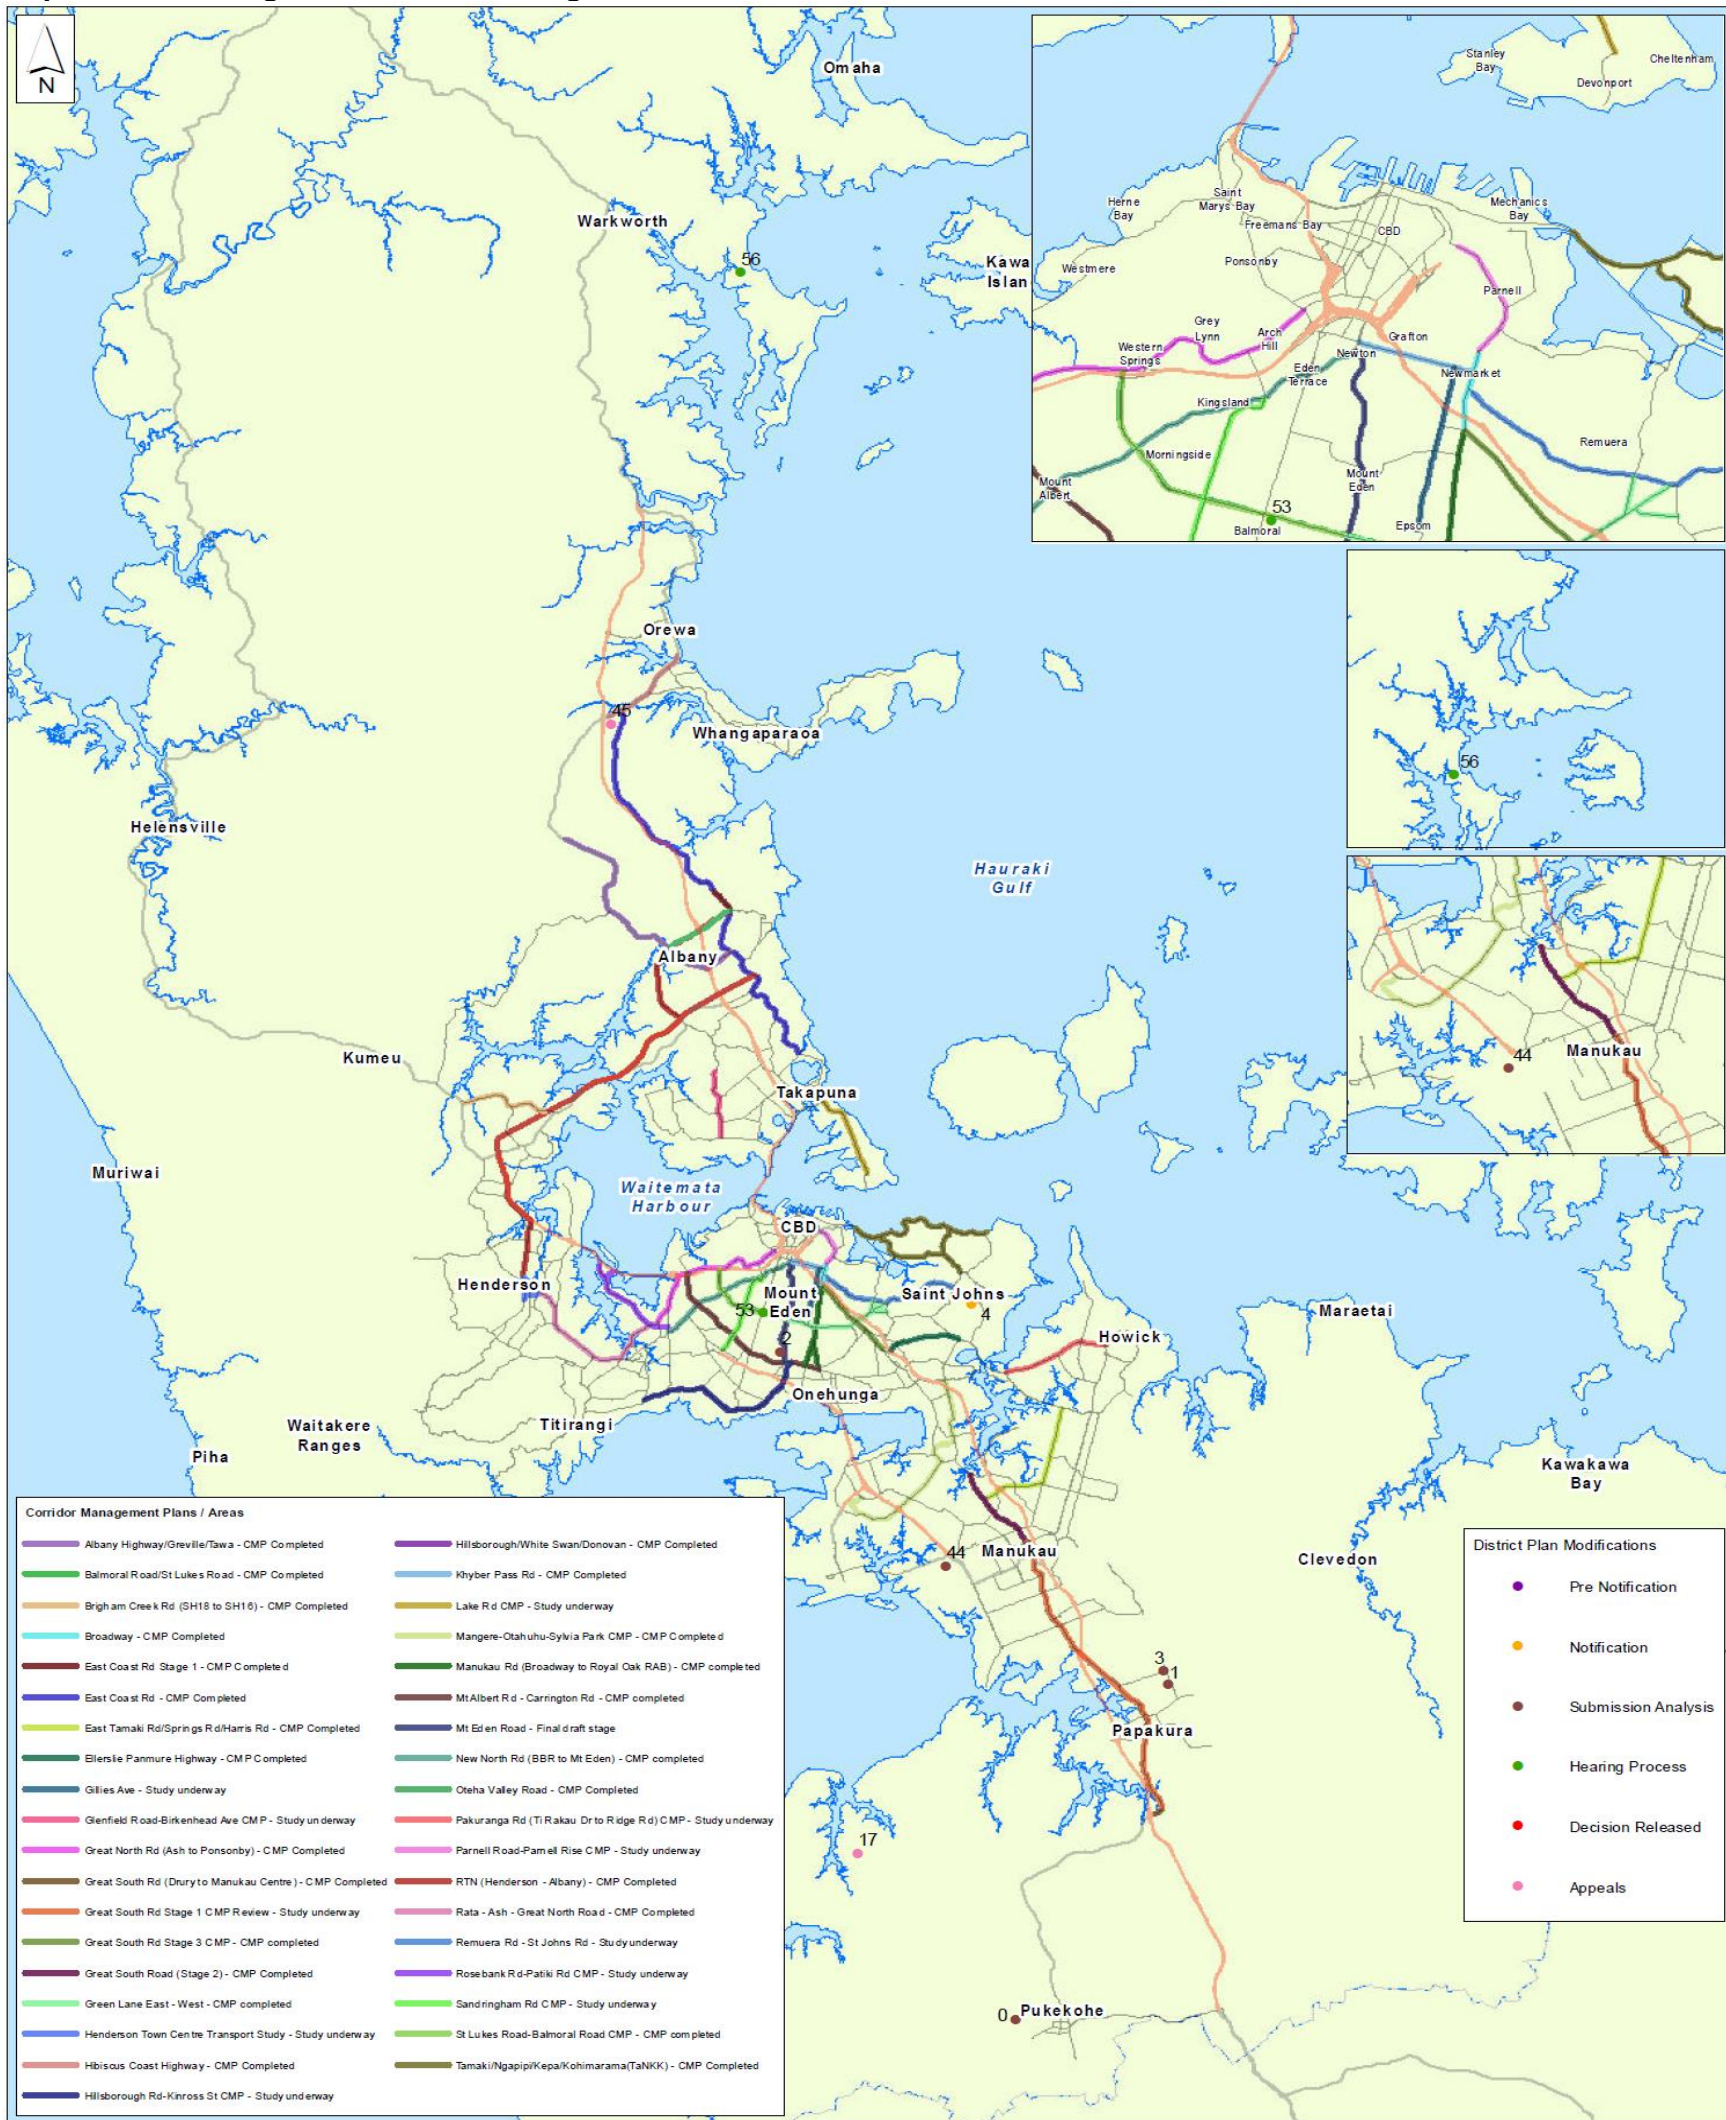 N
Omaha
Warkworth
56
Kawa
Islan
Orewa
45
Whangaparaoa
Helensville
Hauraki
Gulf
Albany
Kumeu
Takapuna
Muriwai
Waitemata
Harbour
CBD
Henderson
Mount
Eden
53
2
Saint Johns
4
Maraetai
Howick
Onehunga
Titirangi
Waitakere
Ranges
Piha
Kawakawa
Bay
44
Manukau
Clevedon
3
1
Papakura
17
0
Pukekohe
Stanley
Bay
Cheltenham
Devonport
Herne
Bay
Saint
Marys Bay
Freemans Bay
Mechanics
Bay
CBD
Ponsonby
Westmere
Parnell
Grey
Lynn
Arch
Hill
Grafton
Western
Springs
Newton
Eden
Terrace
Newmarket
Kingsland
Remuera
Morningside
Mount
Albert
Mount
Eden
53
Balmoral
Epsom
56
44
Manukau
Corridor Management Plans / Areas
Albany Highway/Greville/Tawa - CMP Completed
Balmoral Road/St Lukes Road - CMP Completed
Brigham Creek Rd (SH18 to SH16) - CMP Completed
Broadway - CMP Completed
East Coast Rd Stage 1 - CMP Completed
East Coast Rd - CMP Completed
East Tamaki Rd/Springs Rd/Harris Rd - CMP Completed
Ellerslie Panmure Highway - CMP Completed
Gillies Ave - Study underway
Glenfield Road-Birkenhead Ave CMP - Study underway
Great North Rd (Ash to Ponsonby) - CMP Completed
Great South Rd (Drury to Manukau Centre) - CMP Completed
Great South Rd Stage 1 CMP Review - Study underway
Great South Rd Stage 3 CMP - CMP completed
Great South Road (Stage 2) - CMP Completed
Green Lane East - West - CMP completed
Henderson Town Centre Transport Study - Study underway
Hibiscus Coast Highway - CMP Completed
Hillsborough Rd-Kinross St CMP - Study underway
Hillsborough/White Swan/Donovan - CMP Completed
Khyber Pass Rd - CMP Completed
Lake Rd CMP - Study underway
Mangere-Otahuhu-Sylvia Park CMP - CMP Completed
Manukau Rd (Broadway to Royal Oak RAB) - CMP completed
Mt Albert Rd - Carrington Rd - CMP completed
Mt Eden Road - Final draft stage
New North Rd (BBR to Mt Eden) - CMP completed
Oteha Valley Road - CMP Completed
Pakuranga Rd (Ti Rakau Dr to Ridge Rd) CMP - Study underway
Parnell Road-Parnell Rise CMP - Study underway
RTN (Henderson - Albany) - CMP Completed
Rata - Ash - Great North Road - CMP Completed
Remuera Rd - St Johns Rd - Study underway
Rosebank Rd-Patiki Rd CMP - Study underway
Sandringham Rd CMP - Study underway
St Lukes Road-Balmoral Road CMP - CMP completed
Tamaki/Ngapipi/Kepa/Kohimarama(TaNKK) - CMP Completed
District Plan Modifications
Pre Notification
Notification
Submission Analysis
Hearing Process
Decision Released
Appeals